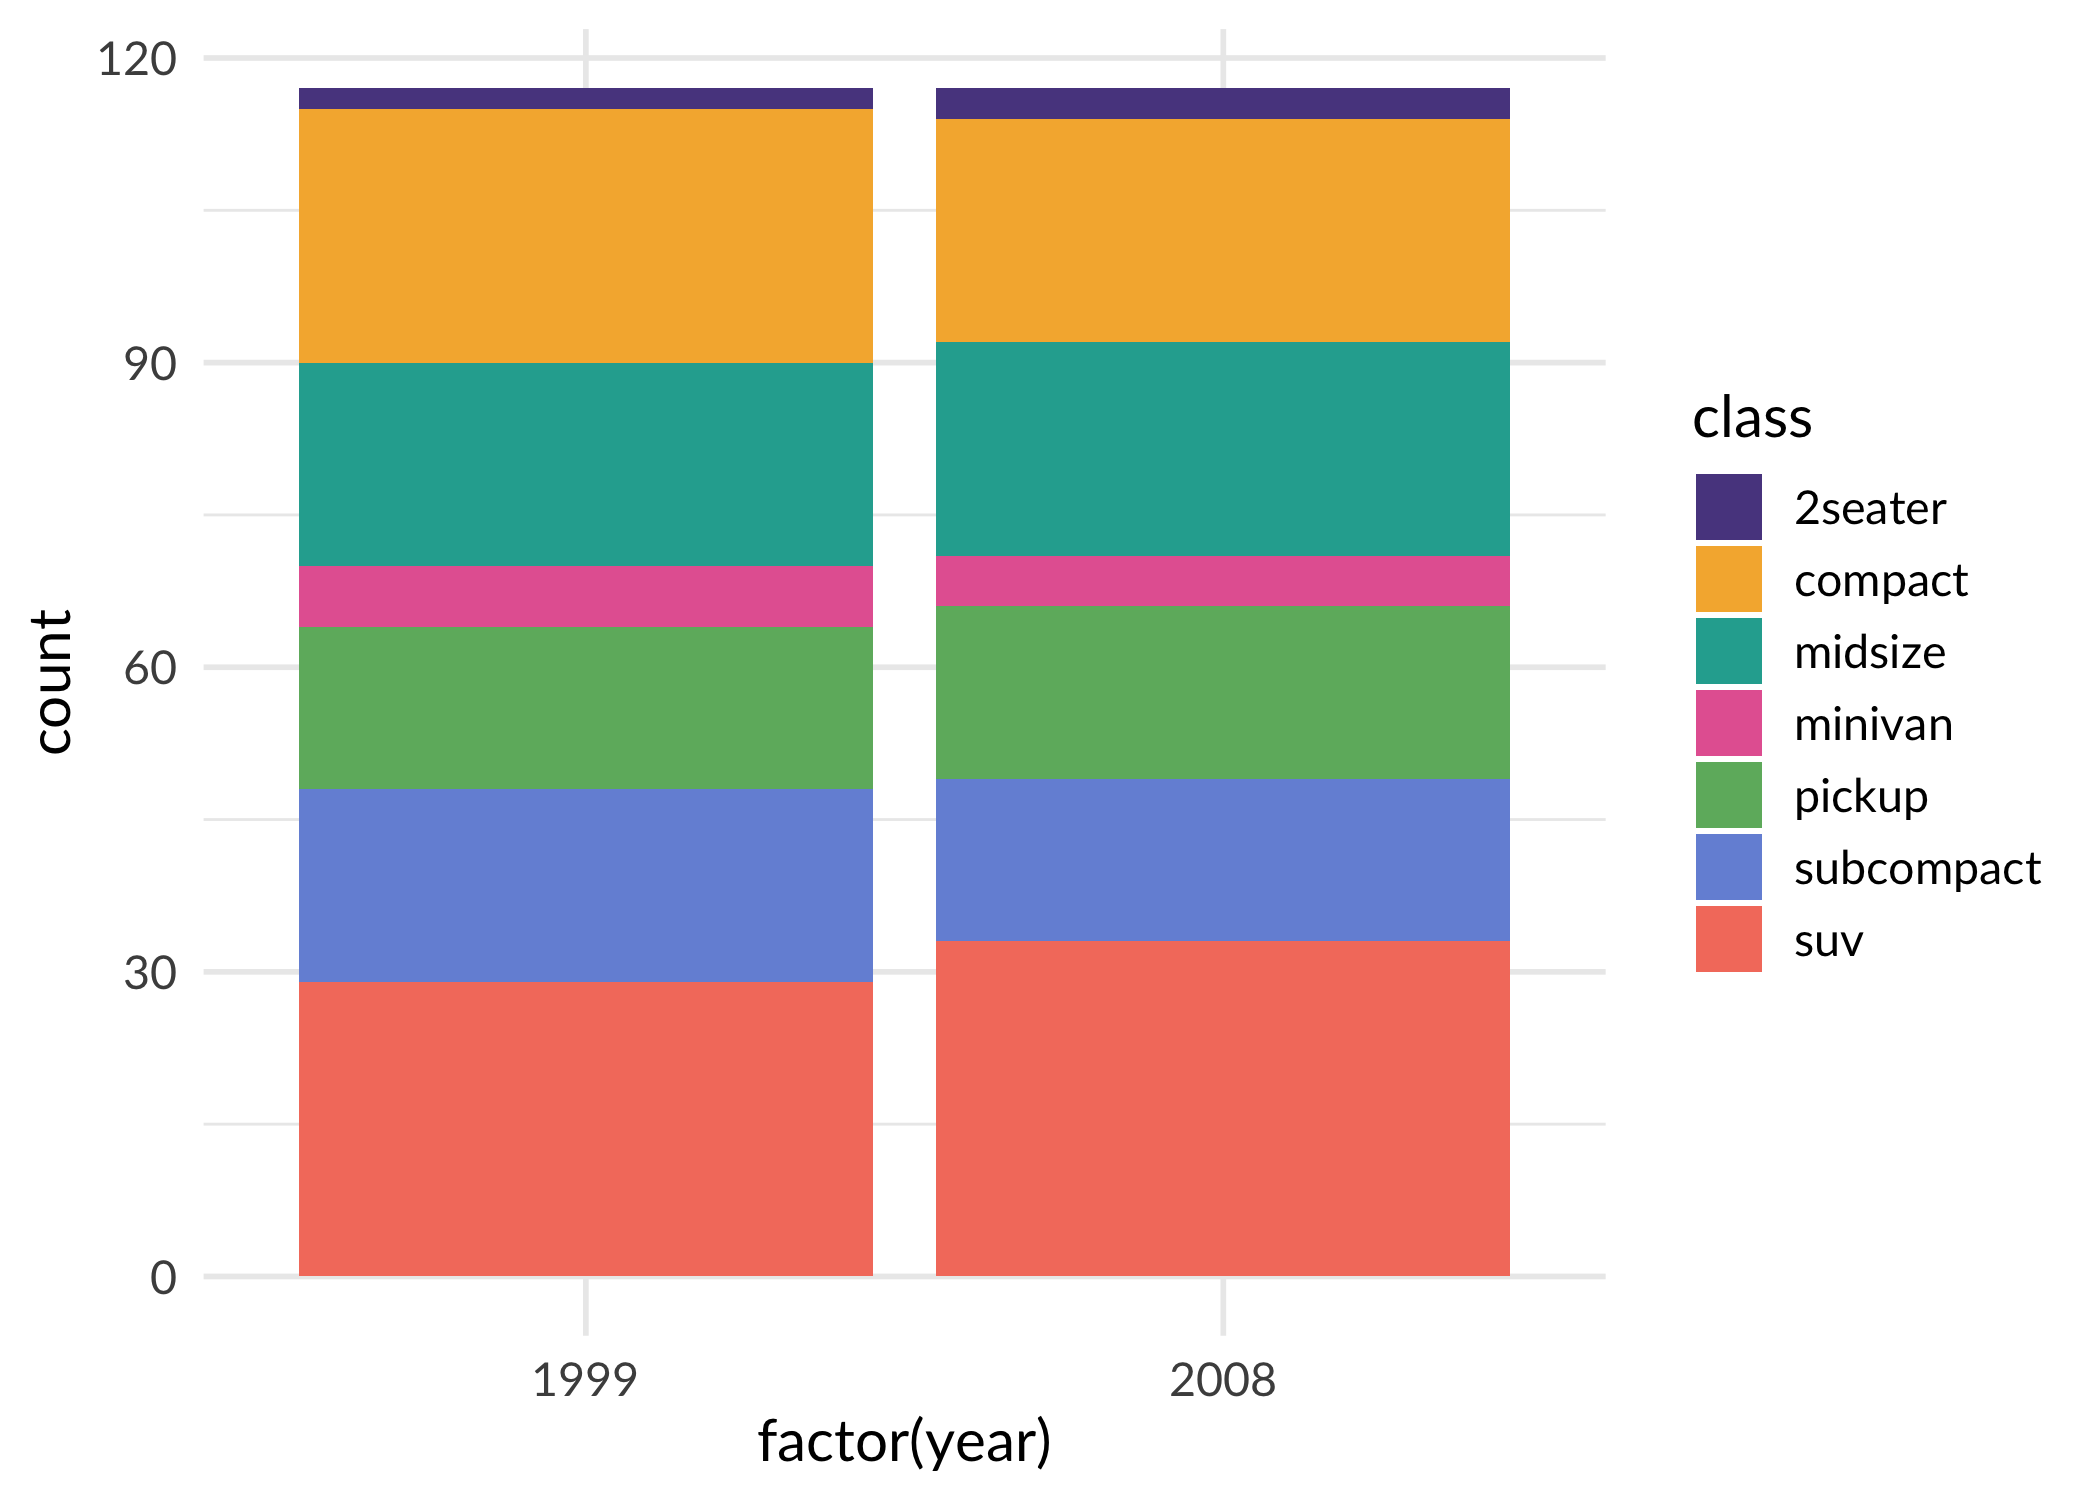 120
90
60
30
0
count
1999
2008
factor(year)
class
2seater
compact
midsize
minivan
pickup
subcompact
suv